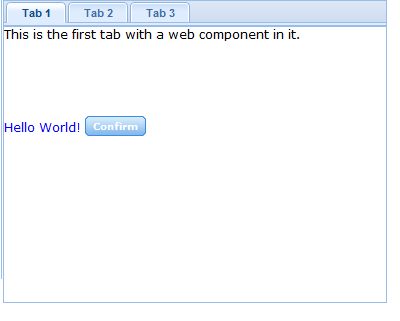 Tab 1 Tab 2 Tab 3
This is the first tab with a web component in it.
Hello World! Confirm